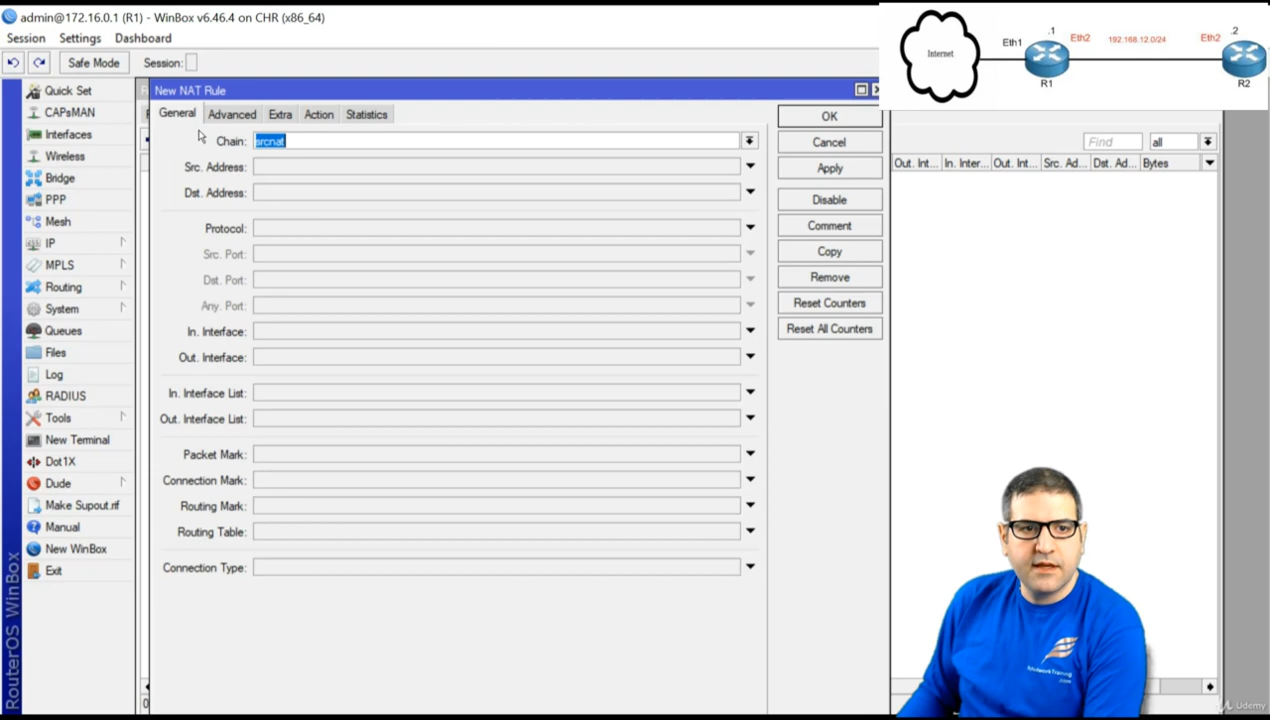 admin@172.16.0.1 (R1) - WinBox v6.46.4 on CHR (x86_64)
Session Settings Dashboard
Safe Mode Session:
Internet
Eth1
.1
Eth2
192.168.12.0/24
Eth2
.2
R1
R2
Quick Set
CAPsMAN
Interfaces
Wireless
Bridge
PPP
Mesh
IP
MPLS
Routing
System
Queues
Files
Log
RADIUS
Tools
New Terminal
Dot1X
Dude
Make Supout.rif
Manual
New WinBox
Exit
RouterOS WinBox
New NAT Rule
General Advanced Extra Action Statistics
Chain: srcnat
Src. Address:
Dst. Address:
Protocol:
Src. Port:
Dst. Port:
Any. Port:
In. Interface:
Out. Interface:
In. Interface List:
Out. Interface List:
Packet Mark:
Connection Mark:
Routing Mark:
Routing Table:
Connection Type:
OK
Cancel
Apply
Disable
Comment
Copy
Remove
Reset Counters
Reset All Counters
Find all
Out. Int... In. Inter... Out. Int... Src. Ad... Dst. Ad... Bytes
Udemy